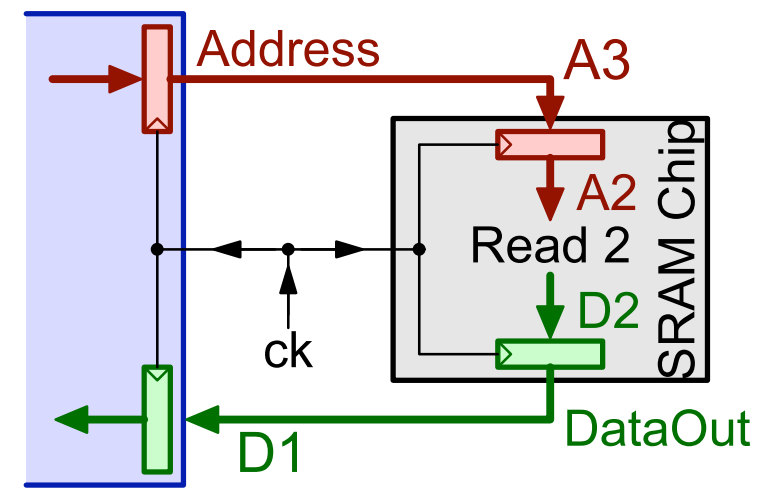 Address
A3
SRAM Chip
A2
Read 2
D2
ck
DataOut
D1